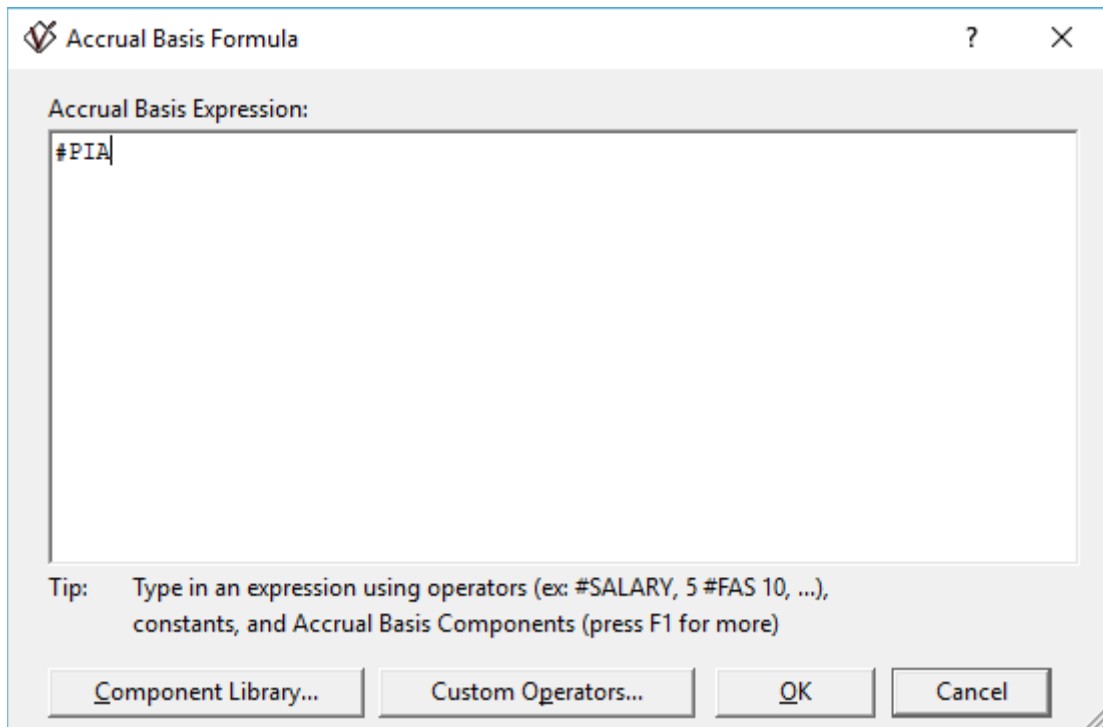 Accrual Basis Formula
?
Accrual Basis Expression:
#PIA
Tip: Type in an expression using operators (ex: #SALARY, 5 #FAS 10, ...),
constants, and Accrual Basis Components (press F1 for more)
Component Library... Custom Operators... OK Cancel